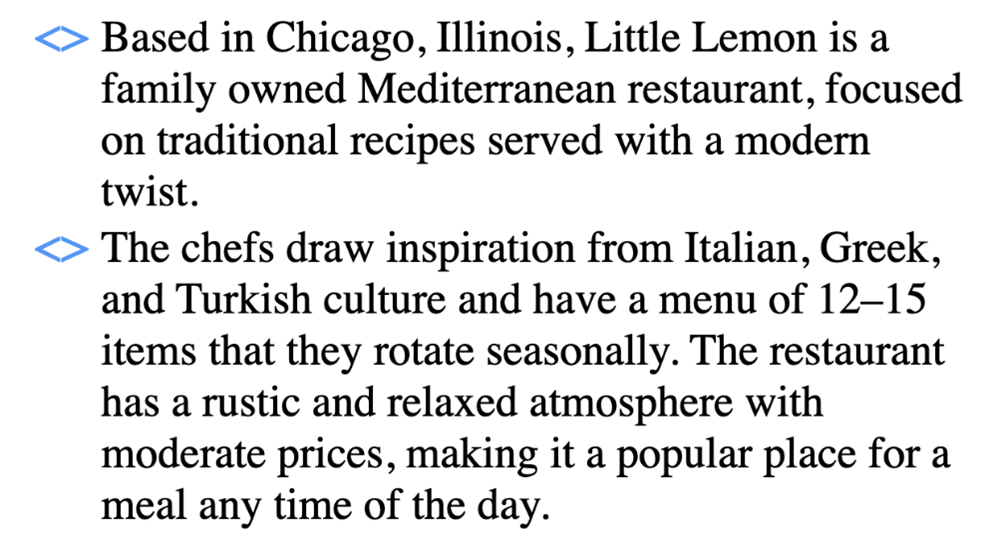 <> Based in Chicago, Illinois, Little Lemon is a
family owned Mediterranean restaurant, focused
on traditional recipes served with a modern
twist.
<> The chefs draw inspiration from Italian, Greek,
and Turkish culture and have a menu of 12–15
items that they rotate seasonally. The restaurant
has a rustic and relaxed atmosphere with
moderate prices, making it a popular place for a
meal any time of the day.